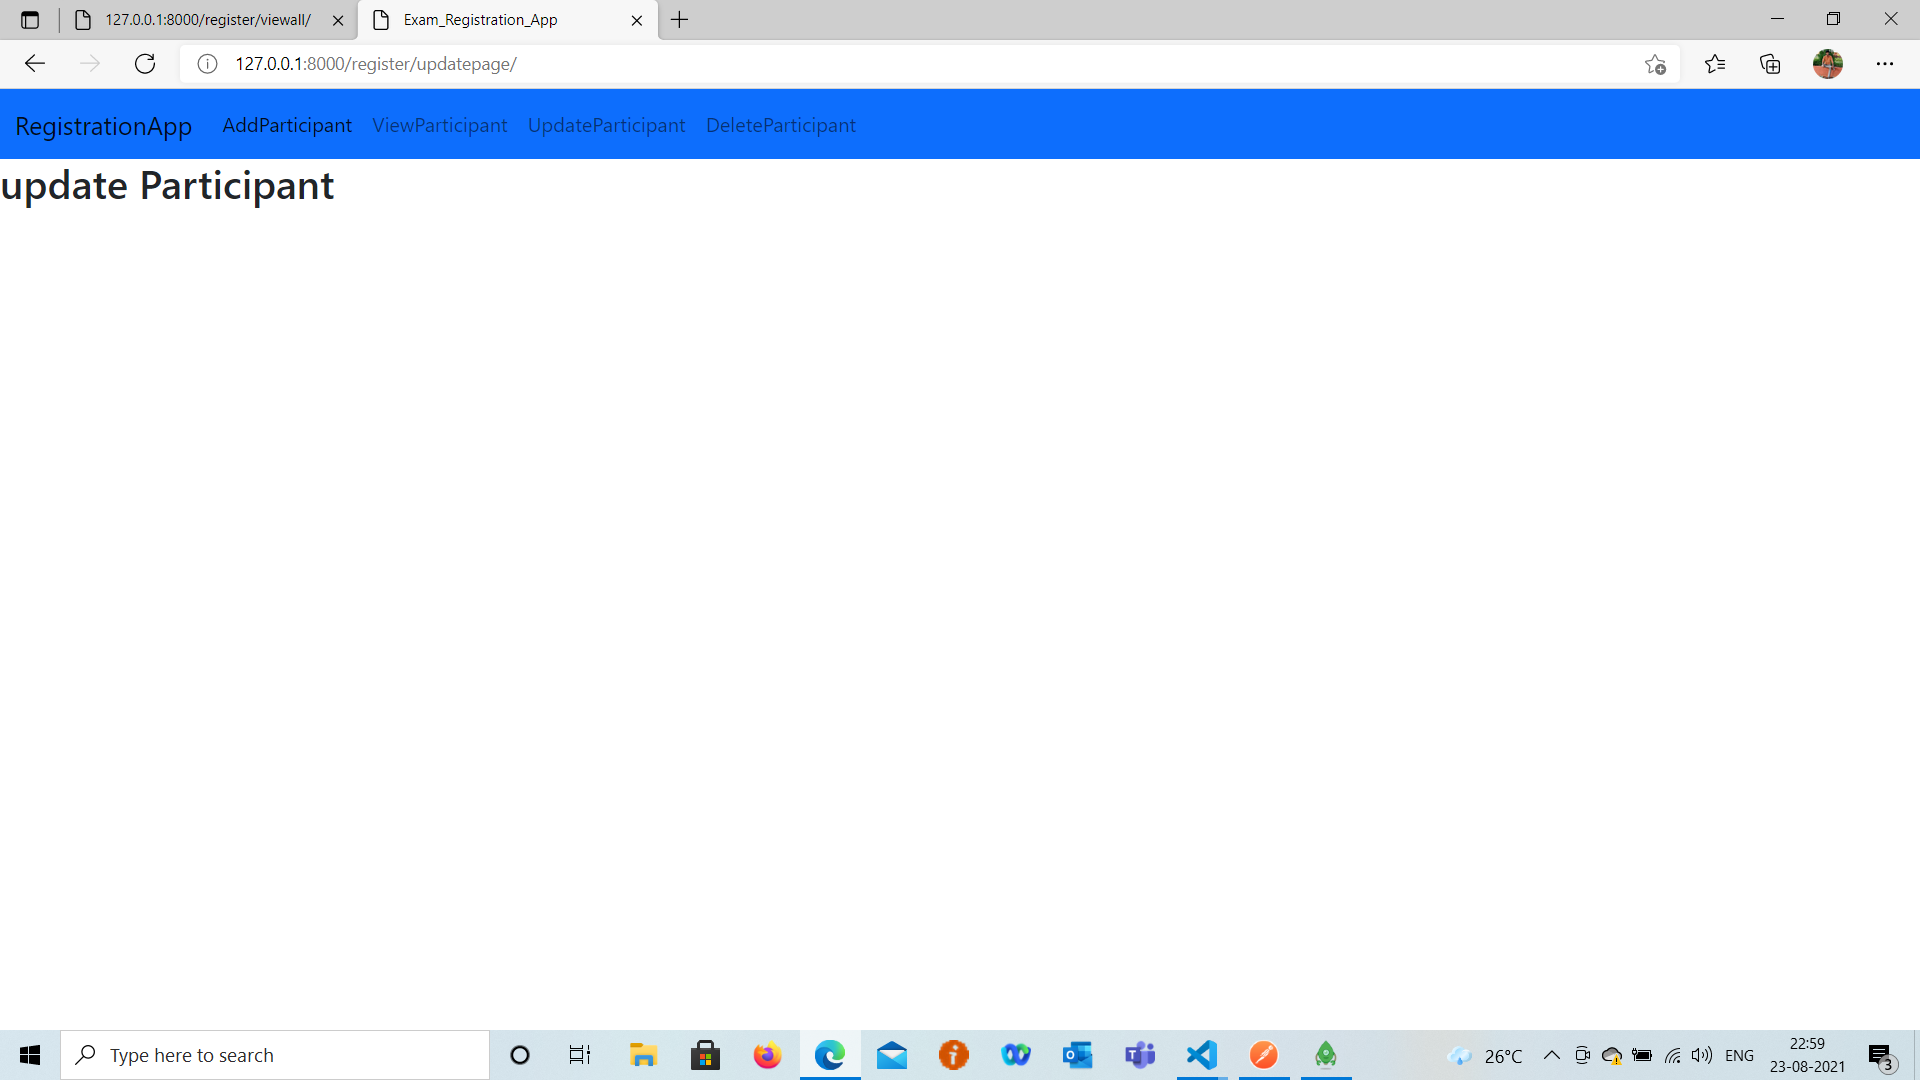 127.0.0.1:8000/register/viewall/ Exam_Registration_App
127.0.0.1:8000/register/updatepage/
RegistrationApp AddParticipant ViewParticipant UpdateParticipant DeleteParticipant
update Participant
Type here to search 26°C ENG 22:59
23-08-2021 3